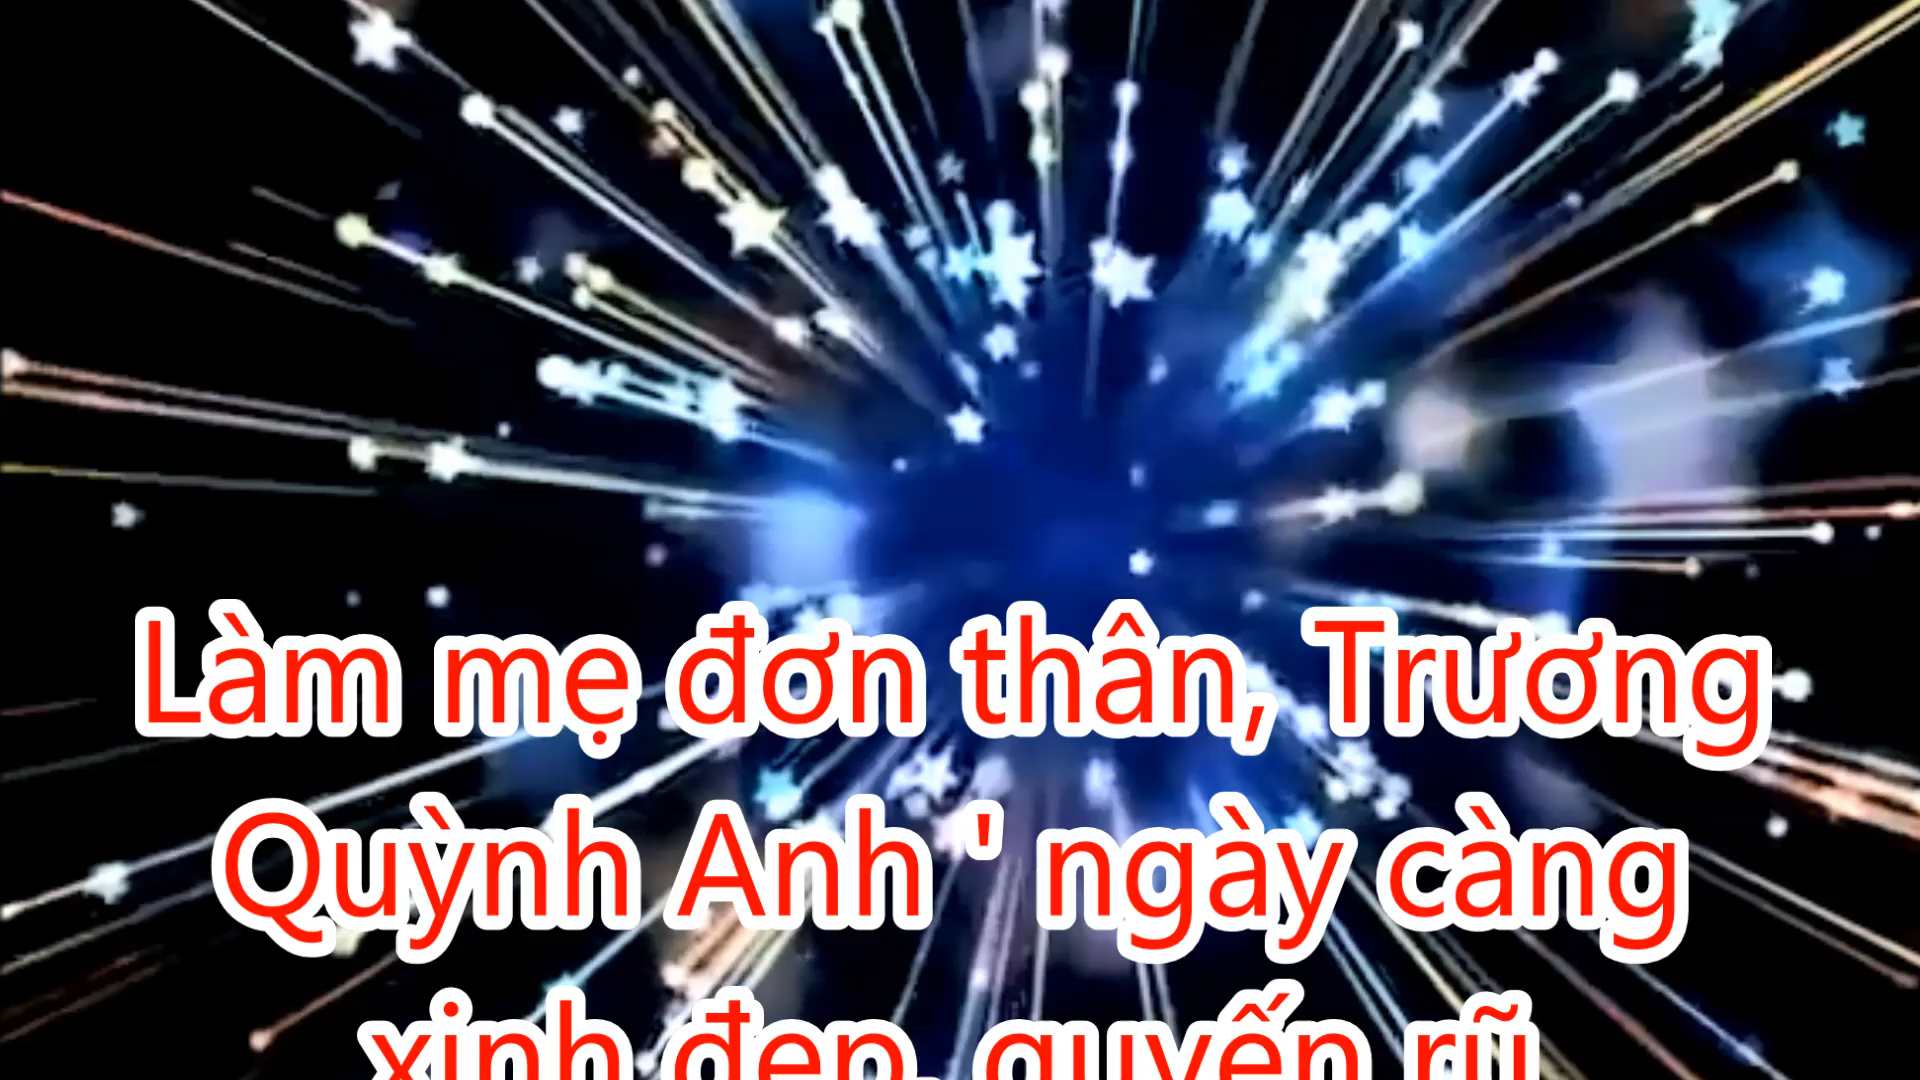 Làm mẹ đơn thân, Trương
Quỳnh Anh ' ngày càng
xinh đẹp, quyến rũ